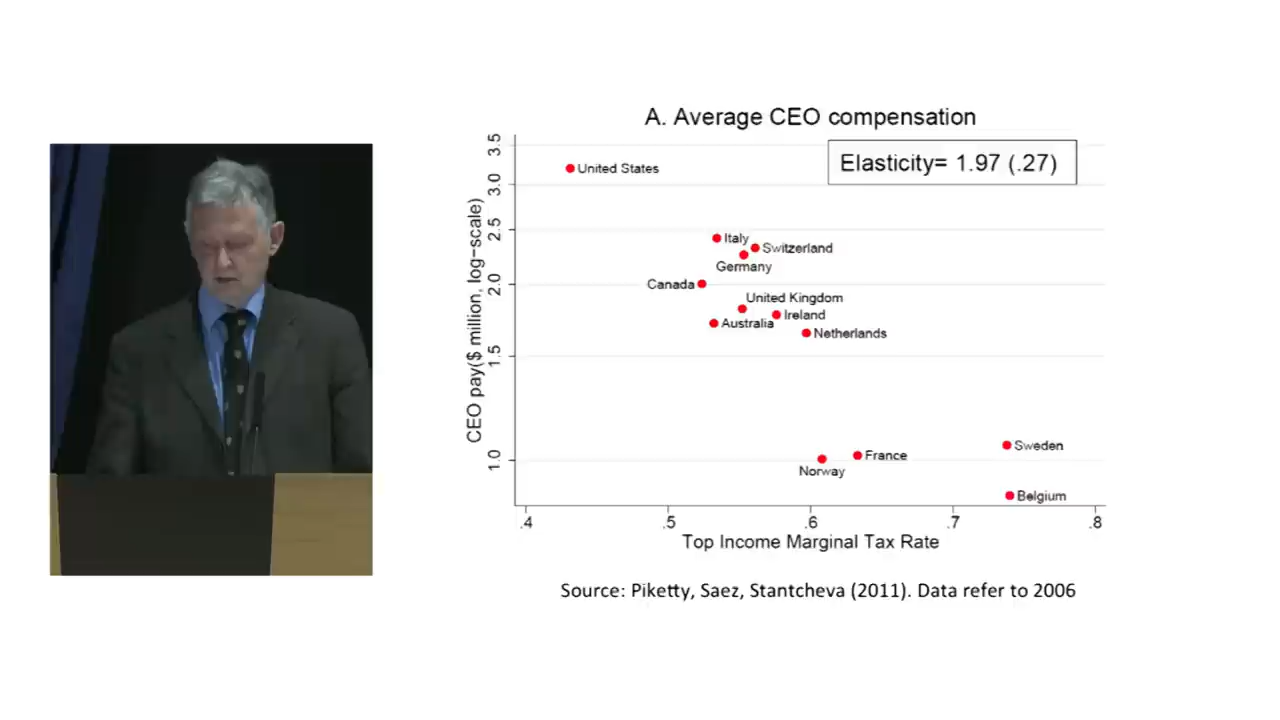 A. Average CEO compensation
Elasticity= 1.97 (.27)
CEO pay($ million, log-scale)
3.5
3.0
2.5
2.0
1.5
1.0
United States
Italy
Switzerland
Germany
Canada
United Kingdom
Ireland
Australia
Netherlands
Sweden
France
Norway
Belgium
.4 .5 .6 .7 .8
Top Income Marginal Tax Rate
Source: Piketty, Saez, Stantcheva (2011). Data refer to 2006